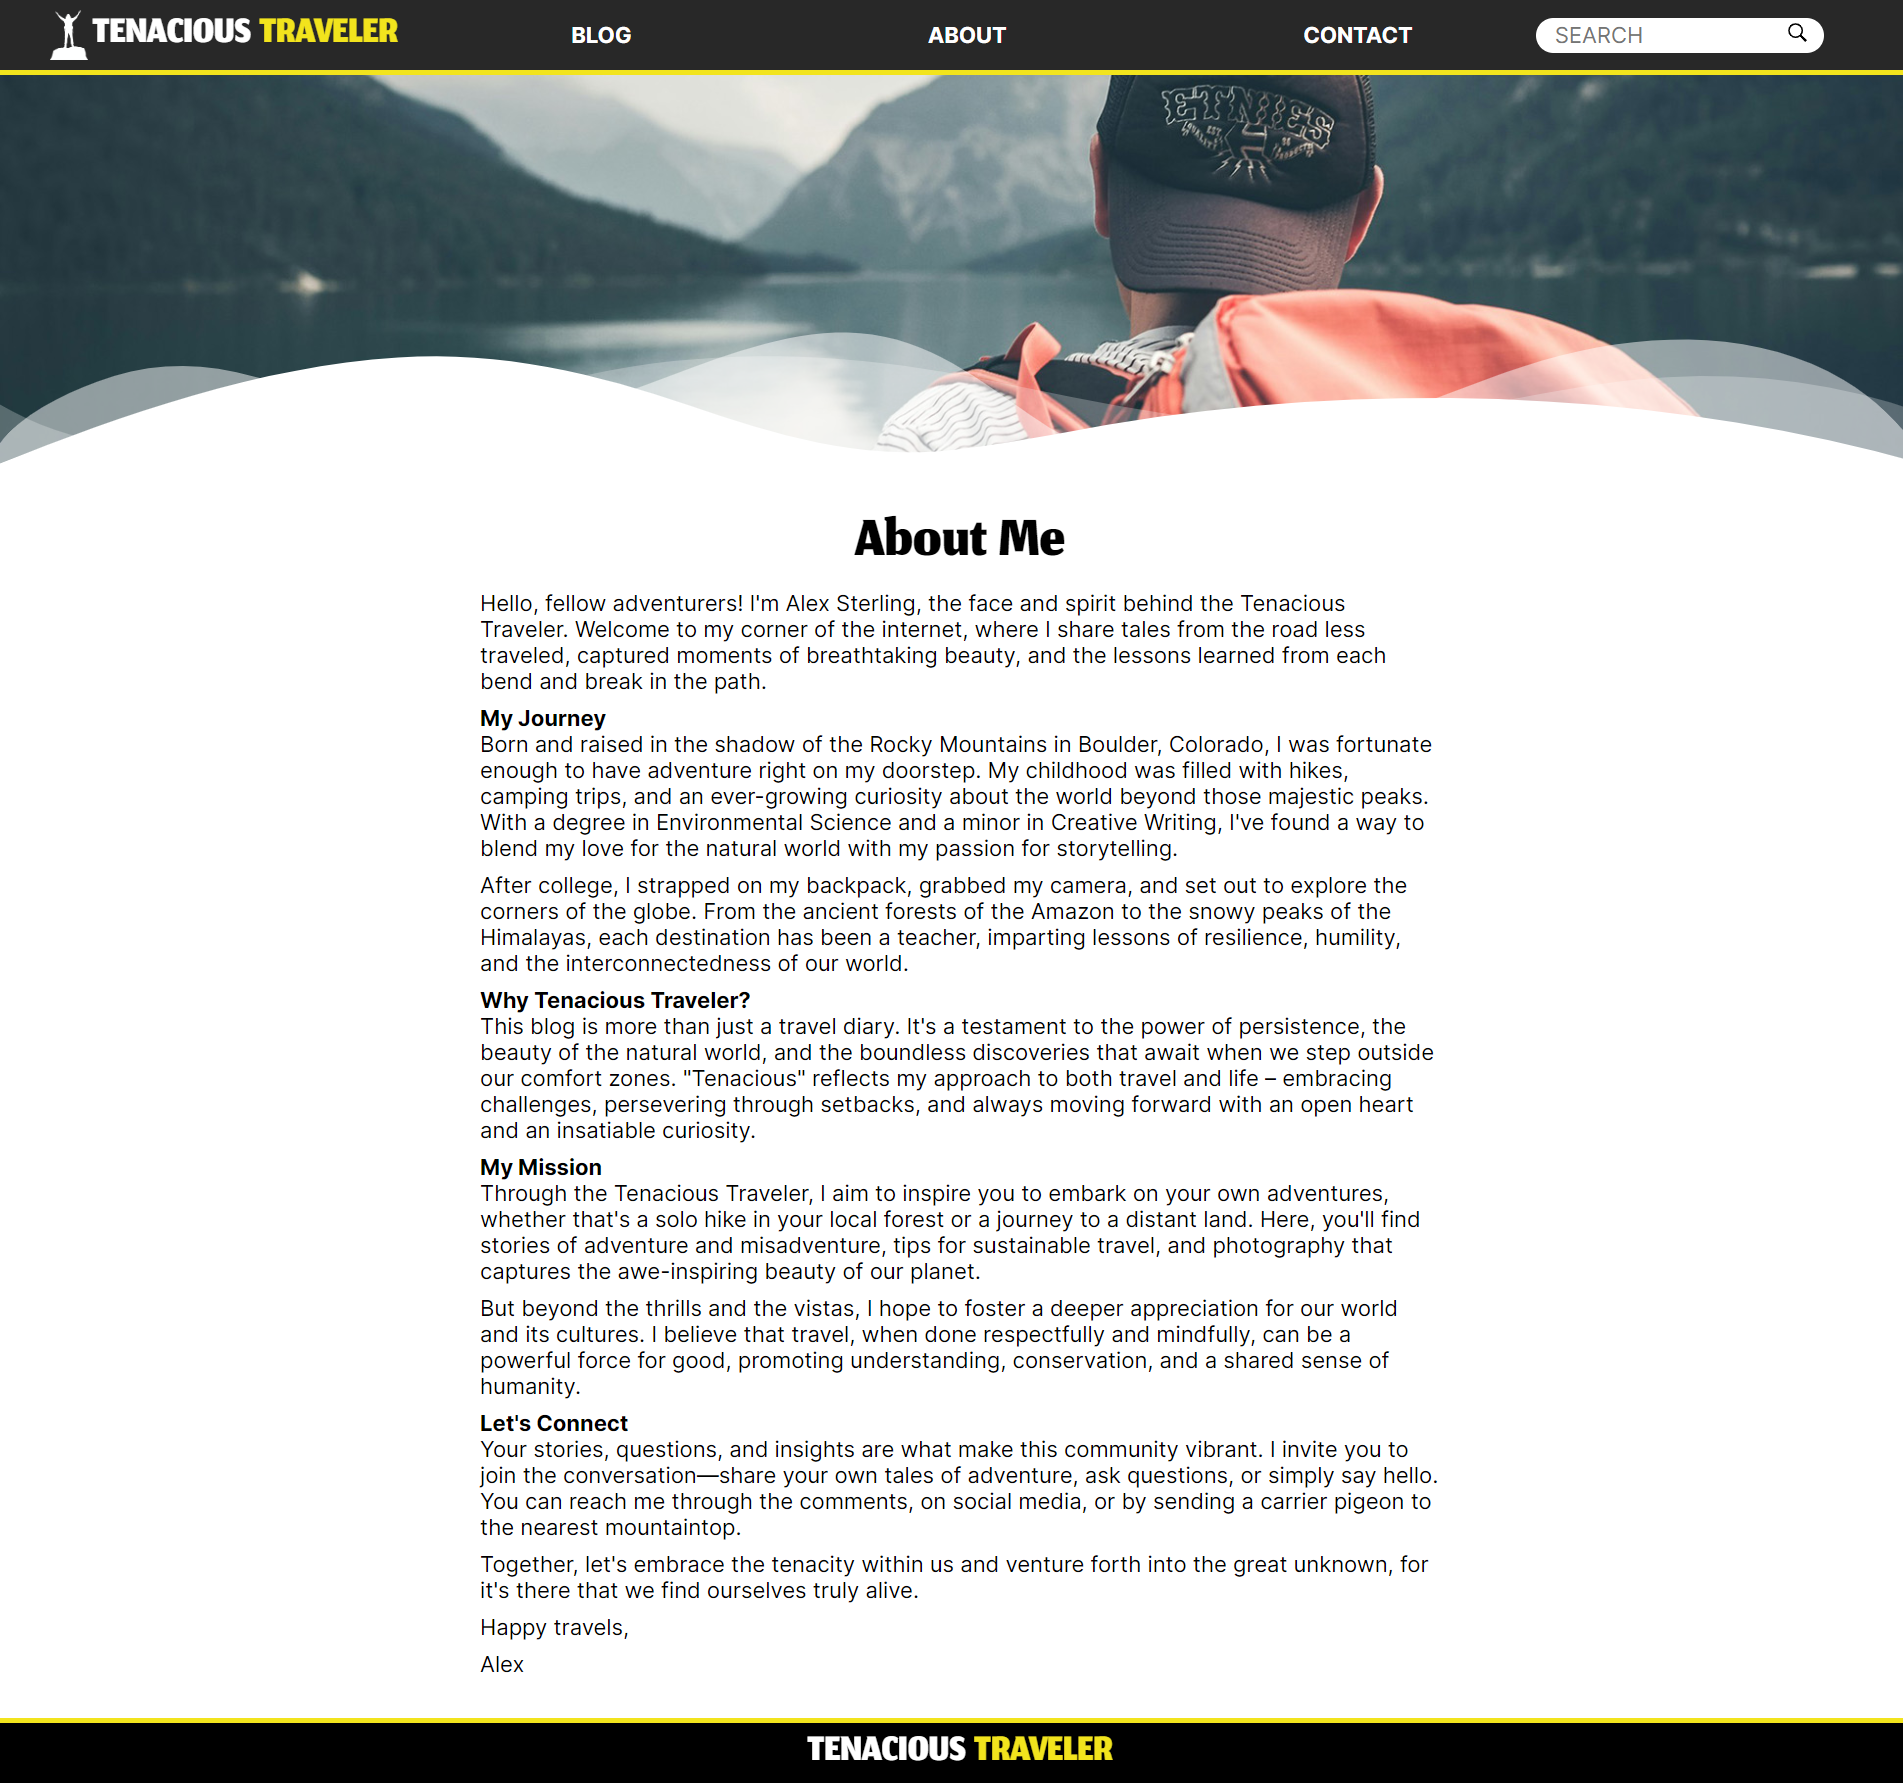 TENACIOUS TRAVELER
BLOG
ABOUT
CONTACT
SEARCH
ETNIES
About Me
Hello, fellow adventurers! I'm Alex Sterling, the face and spirit behind the Tenacious
Traveler. Welcome to my corner of the internet, where I share tales from the road less
traveled, captured moments of breathtaking beauty, and the lessons learned from each
bend and break in the path.
My Journey
Born and raised in the shadow of the Rocky Mountains in Boulder, Colorado, I was fortunate
enough to have adventure right on my doorstep. My childhood was filled with hikes,
camping trips, and an ever-growing curiosity about the world beyond those majestic peaks.
With a degree in Environmental Science and a minor in Creative Writing, I've found a way to
blend my love for the natural world with my passion for storytelling.
After college, I strapped on my backpack, grabbed my camera, and set out to explore the
corners of the globe. From the ancient forests of the Amazon to the snowy peaks of the
Himalayas, each destination has been a teacher, imparting lessons of resilience, humility,
and the interconnectedness of our world.
Why Tenacious Traveler?
This blog is more than just a travel diary. It's a testament to the power of persistence, the
beauty of the natural world, and the boundless discoveries that await when we step outside
our comfort zones. "Tenacious" reflects my approach to both travel and life – embracing
challenges, persevering through setbacks, and always moving forward with an open heart
and an insatiable curiosity.
My Mission
Through the Tenacious Traveler, I aim to inspire you to embark on your own adventures,
whether that's a solo hike in your local forest or a journey to a distant land. Here, you'll find
stories of adventure and misadventure, tips for sustainable travel, and photography that
captures the awe-inspiring beauty of our planet.
But beyond the thrills and the vistas, I hope to foster a deeper appreciation for our world
and its cultures. I believe that travel, when done respectfully and mindfully, can be a
powerful force for good, promoting understanding, conservation, and a shared sense of
humanity.
Let's Connect
Your stories, questions, and insights are what make this community vibrant. I invite you to
join the conversation—share your own tales of adventure, ask questions, or simply say hello.
You can reach me through the comments, on social media, or by sending a carrier pigeon to
the nearest mountaintop.
Together, let's embrace the tenacity within us and venture forth into the great unknown, for
it's there that we find ourselves truly alive.
Happy travels,
Alex
TENACIOUS TRAVELER